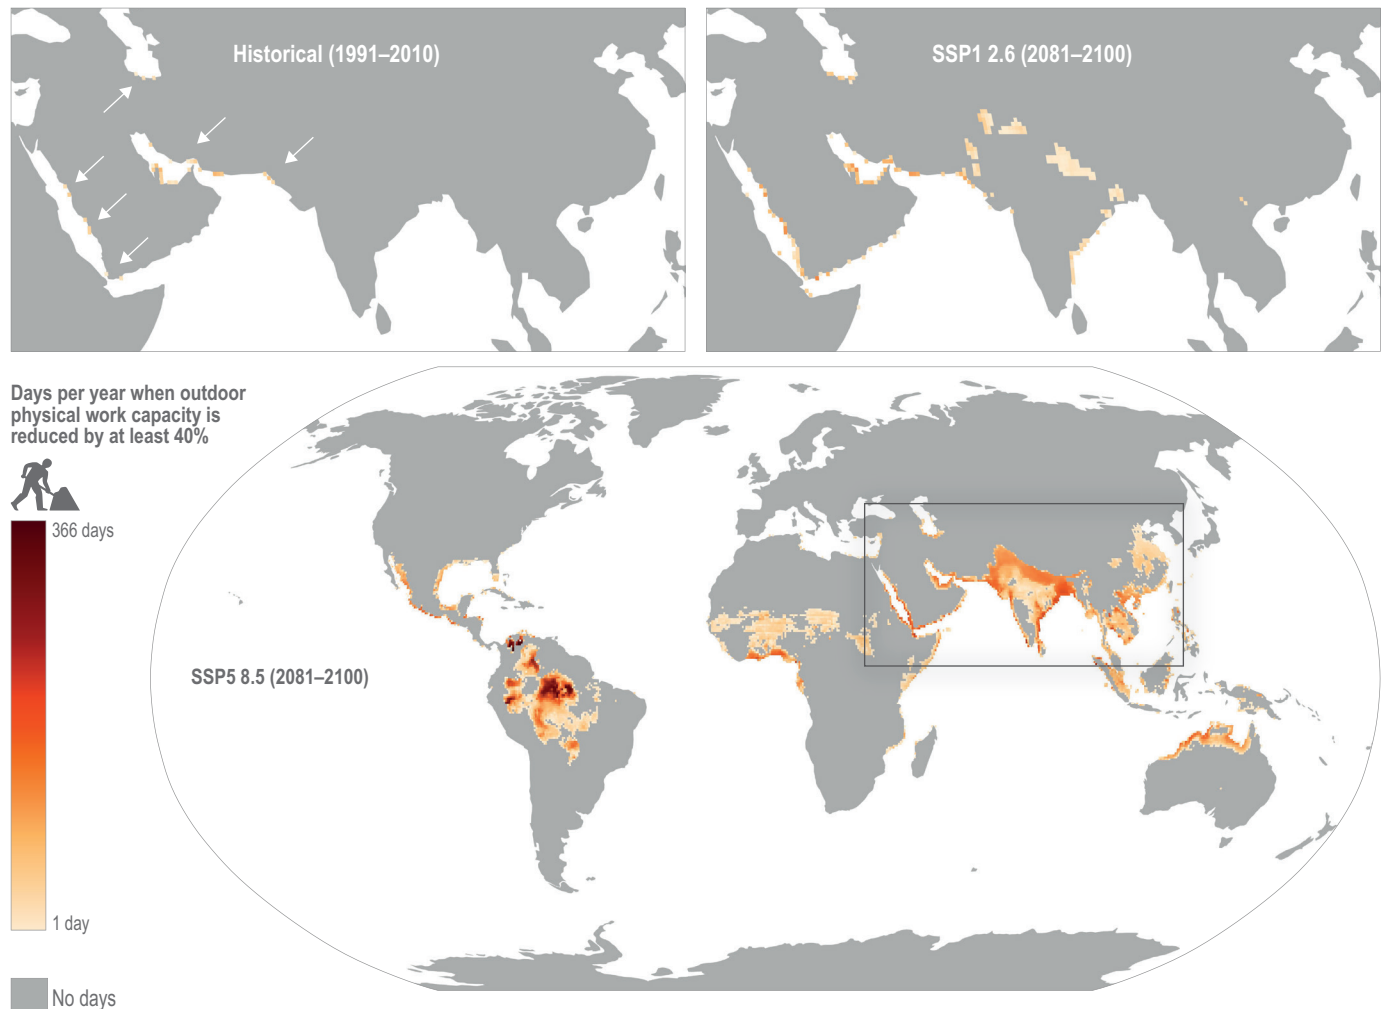 Historical (1991–2010)
SSP1 2.6 (2081–2100)
Days per year when outdoor
physical work capacity is
reduced by at least 40%
366 days
1 day
No days
SSP5 8.5 (2081–2100)